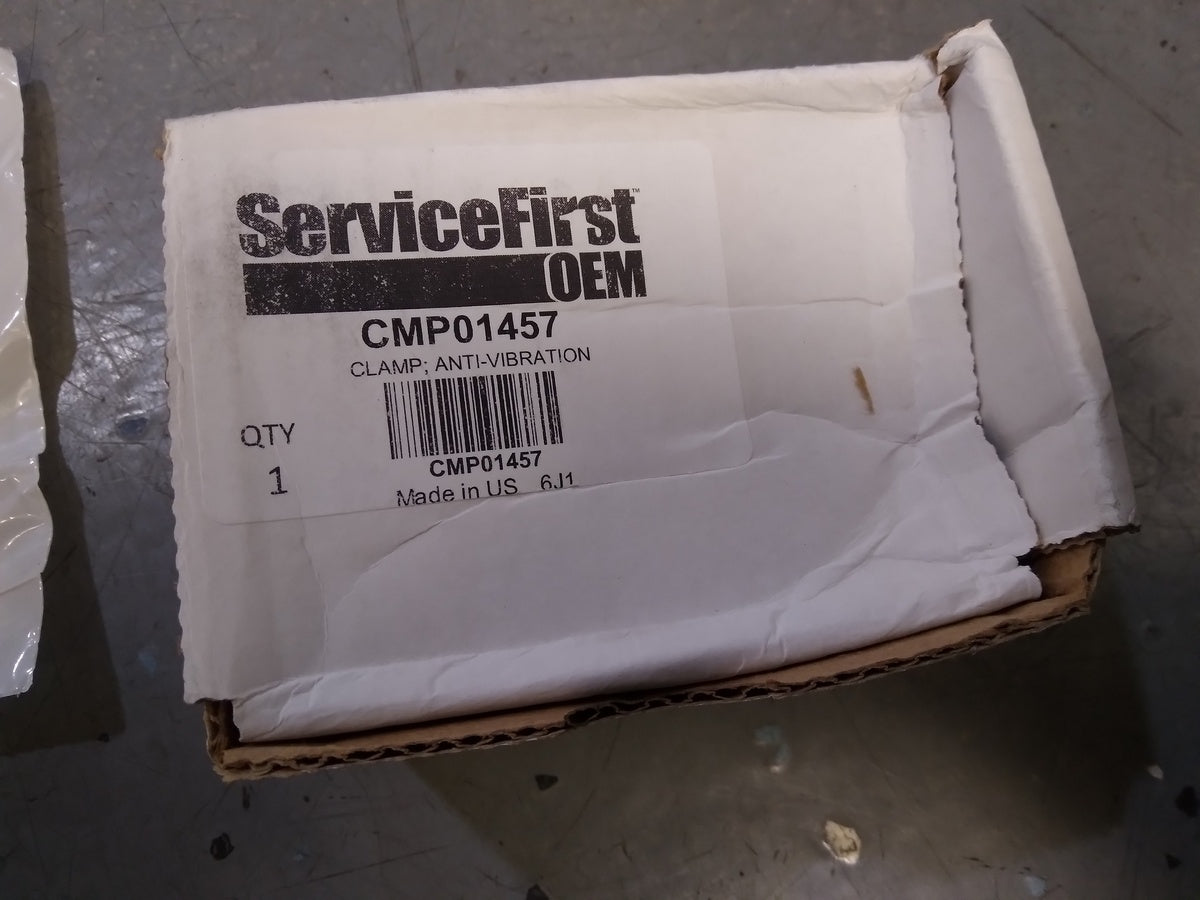 ServiceFirst™
OEM
CMP01457
CLAMP; ANTI-VIBRATION
QTY
1
CMP01457
Made in US 6J1